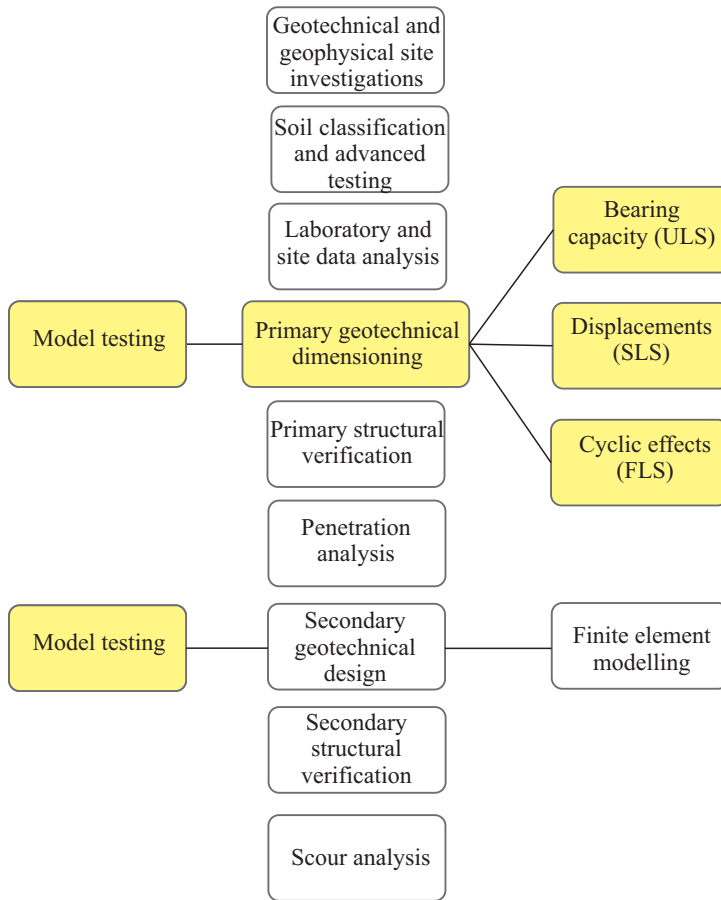 Geotechnical and
geophysical site
investigations
Soil classification
and advanced
testing
Laboratory and
site data analysis
Bearing
capacity (ULS)
Model testing
Primary geotechnical
dimensioning
Displacements
(SLS)
Primary structural
verification
Cyclic effects
(FLS)
Penetration
analysis
Model testing
Secondary
geotechnical
design
Finite element
modelling
Secondary
structural
verification
Scour analysis